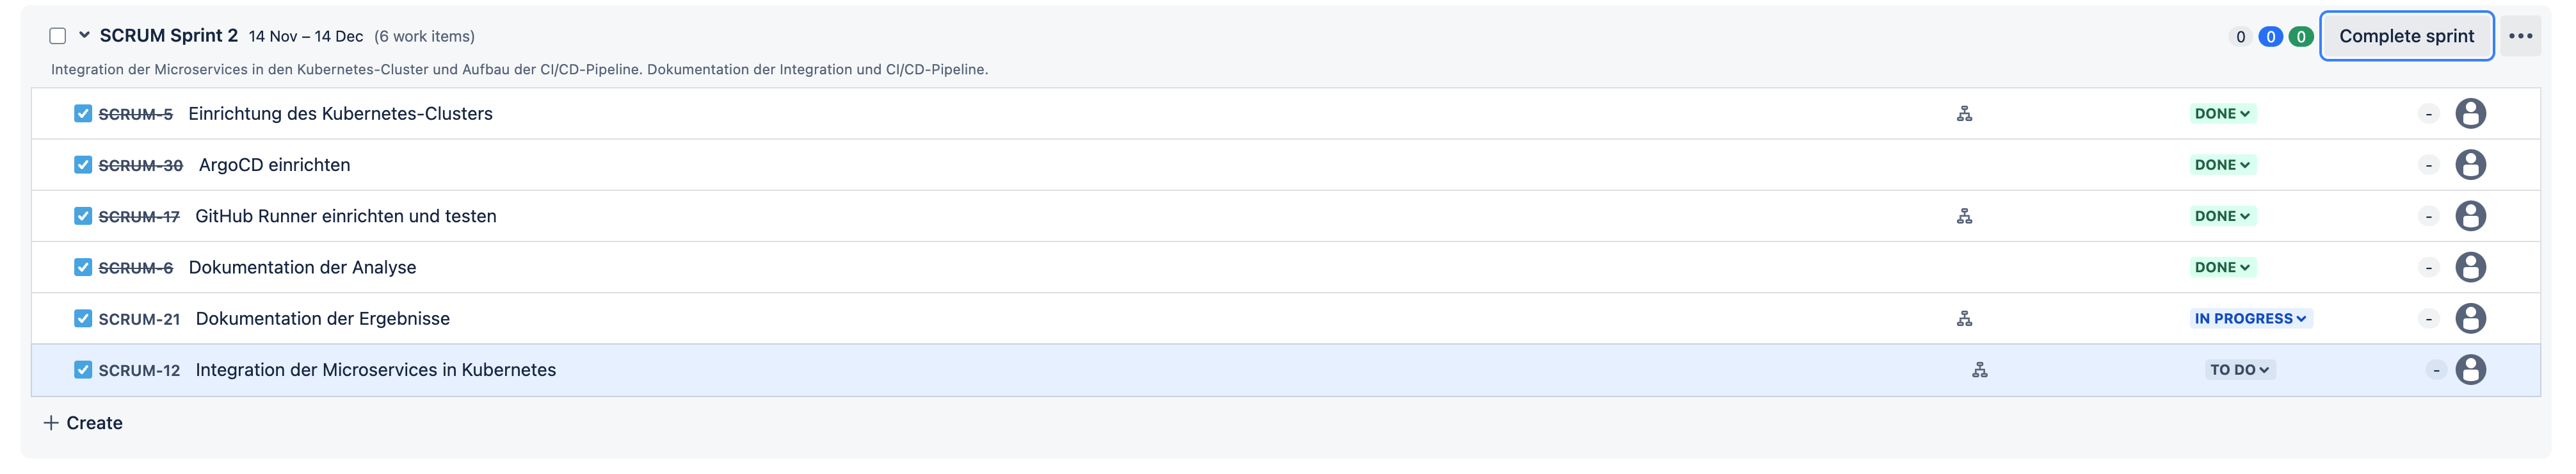 SCRUM Sprint 2 14 Nov – 14 Dec (6 work items) 0 0 0 Complete sprint
Integration der Microservices in den Kubernetes-Cluster und Aufbau der CI/CD-Pipeline. Dokumentation der Integration und CI/CD-Pipeline.
SCRUM-5 Einrichtung des Kubernetes-Clusters DONE -
SCRUM-30 ArgoCD einrichten DONE -
SCRUM-17 GitHub Runner einrichten und testen DONE -
SCRUM-6 Dokumentation der Analyse DONE -
SCRUM-21 Dokumentation der Ergebnisse IN PROGRESS -
SCRUM-12 Integration der Microservices in Kubernetes TO DO -
+ Create